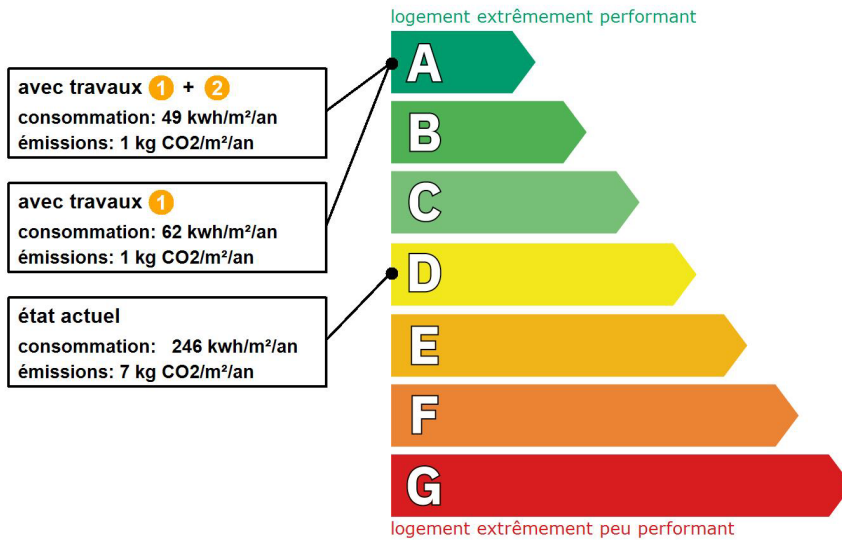 logement extrêmement performant
avec travaux 1 + 2
consommation: 49 kwh/m²/an
émissions: 1 kg CO2/m²/an
avec travaux 1
consommation: 62 kwh/m²/an
émissions: 1 kg CO2/m²/an
état actuel
consommation: 246 kwh/m²/an
émissions: 7 kg CO2/m²/an
A
B
C
D
E
F
G
logement extrêmement peu performant